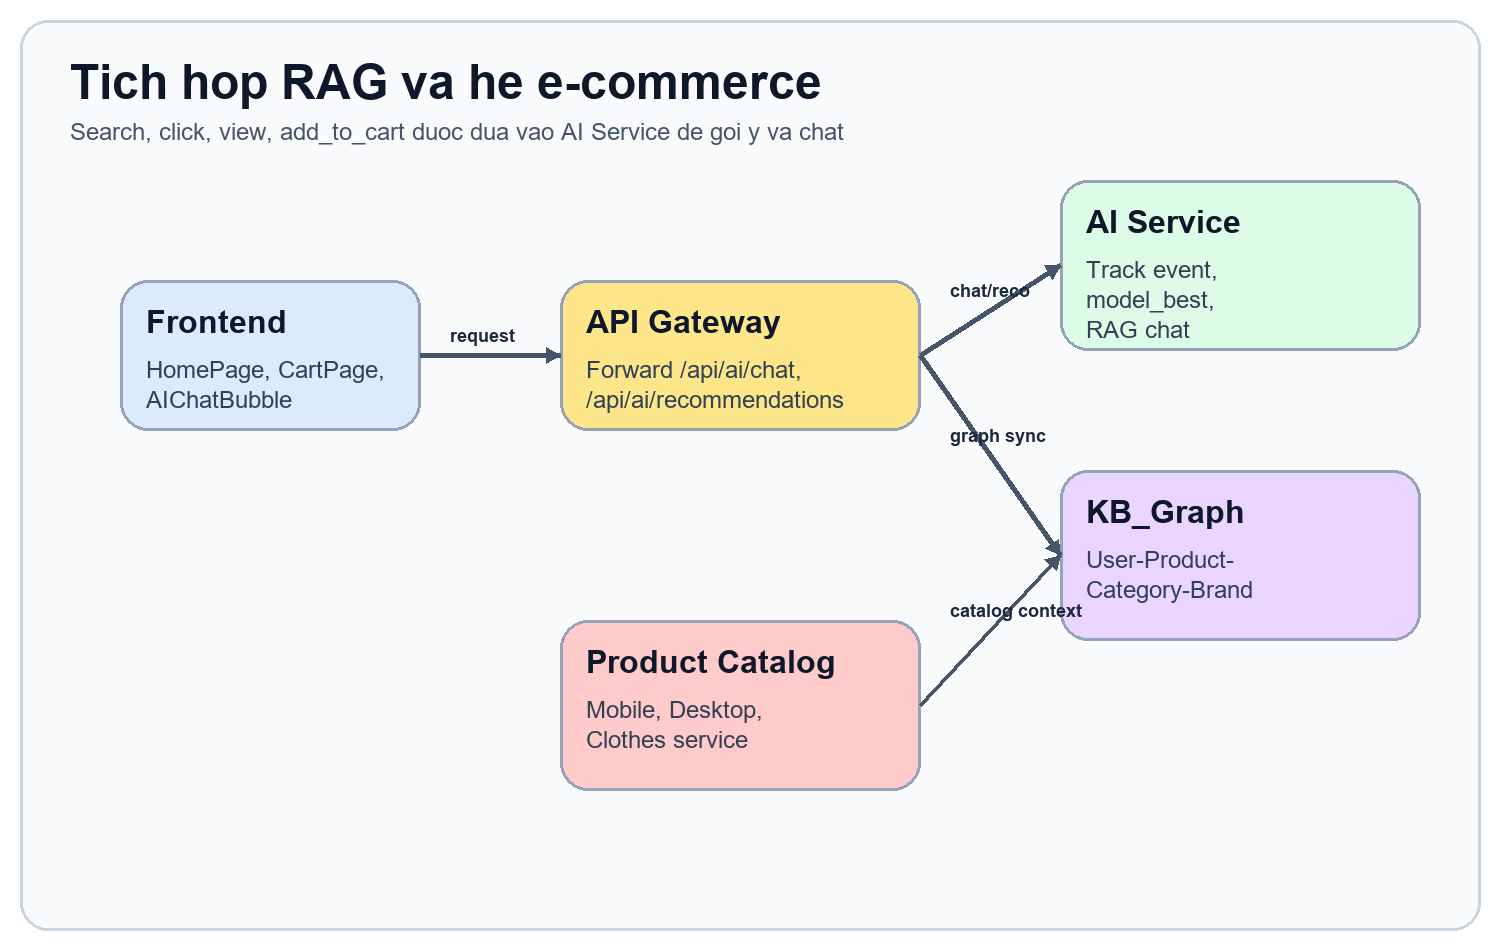 Tich hop RAG va he e-commerce
Search, click, view, add_to_cart duoc dua vao AI Service de goi y va chat
Frontend
HomePage, CartPage,
AIChatBubble
request
API Gateway
Forward /api/ai/chat,
/api/ai/recommendations
chat/reco
AI Service
Track event,
model_best,
RAG chat
graph sync
KB_Graph
User-Product-
Category-Brand
catalog context
Product Catalog
Mobile, Desktop,
Clothes service